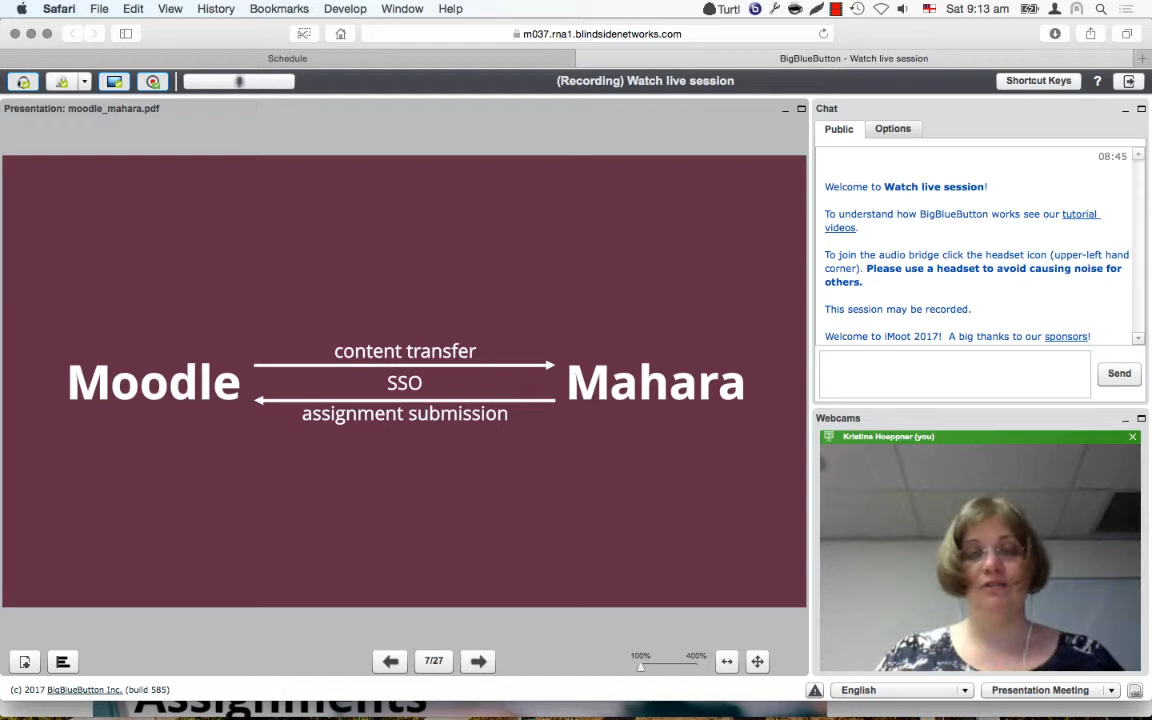 Safari File Edit View History Bookmarks Develop Window Help Turtl Sat 9:13 am
m037.rna1.blindsidenetworks.com
Schedule BigBlueButton - Watch live session
(Recording) Watch live session Shortcut Keys ?
Presentation: moodle_mahara.pdf
content transfer
Moodle SSO Mahara
assignment submission
7/27 100% 400%
Chat
Public Options
08:45
Welcome to Watch live session!
To understand how BigBlueButton works see our tutorial
videos.
To join the audio bridge click the headset icon (upper-left hand
corner). Please use a headset to avoid causing noise for
others.
This session may be recorded.
Welcome to iMoot 2017! A big thanks to our sponsors!
Send
Webcams
Kristina Hoeppner (you)
(c) 2017 BigBlueButton Inc. (build 585) English Presentation Meeting
Assignments